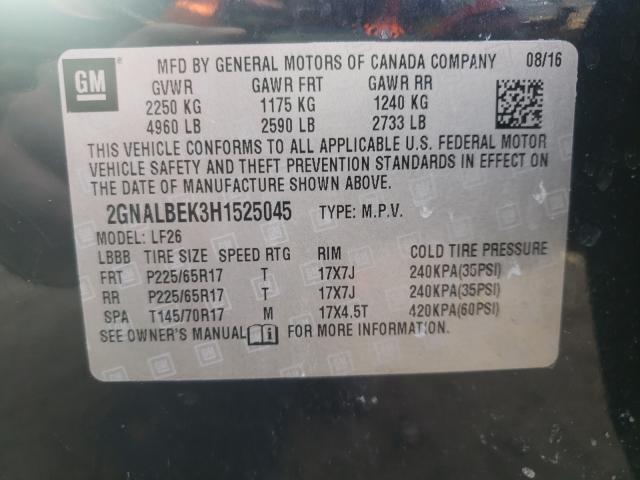 GM
MFD BY GENERAL MOTORS OF CANADA COMPANY 08/16
GVWR GAWR FRT GAWR RR
2250 KG 1175 KG 1240 KG
4960 LB 2590 LB 2733 LB
THIS VEHICLE CONFORMS TO ALL APPLICABLE U.S. FEDERAL MOTOR
VEHICLE SAFETY AND THEFT PREVENTION STANDARDS IN EFFECT ON
THE DATE OF MANUFACTURE SHOWN ABOVE.
2GNALBEK3H1525045 TYPE: M.P.V.
MODEL: LF26
LBBB TIRE SIZE SPEED RTG RIM COLD TIRE PRESSURE
FRT P225/65R17 T 17X7J 240KPA(35PSI)
RR P225/65R17 T 17X7J 240KPA(35PSI)
SPA T145/70R17 M 17X4.5T 420KPA(60PSI)
SEE OWNER'S MANUAL FOR MORE INFORMATION.